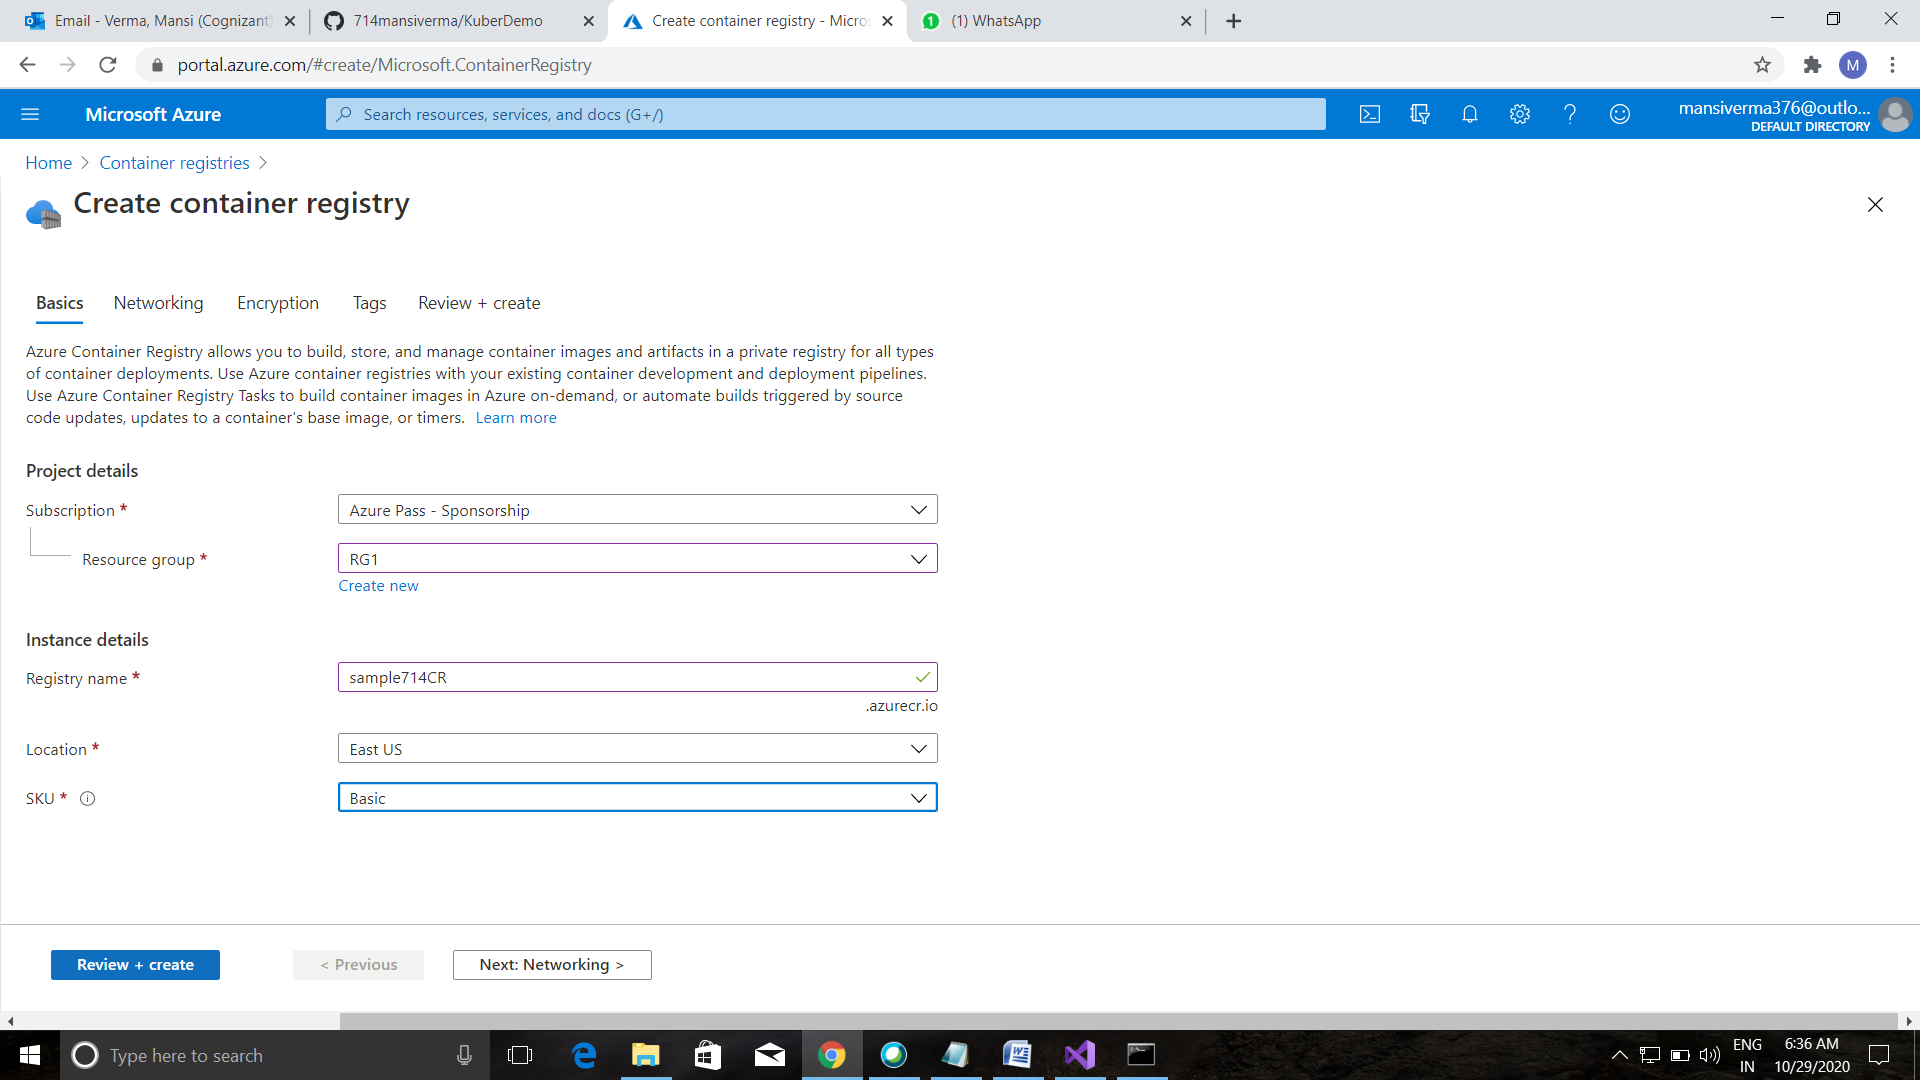 Email - Verma, Mansi (Cognizant)
714mansiverma/KuberDemo
Create container registry - Micros
(1) WhatsApp
portal.azure.com/#create/Microsoft.ContainerRegistry
M
Microsoft Azure
Search resources, services, and docs (G+/)
mansiverma376@outlo...
DEFAULT DIRECTORY
Home > Container registries >
Create container registry
Basics
Networking
Encryption
Tags
Review + create
Azure Container Registry allows you to build, store, and manage container images and artifacts in a private registry for all types
of container deployments. Use Azure container registries with your existing container development and deployment pipelines.
Use Azure Container Registry Tasks to build container images in Azure on-demand, or automate builds triggered by source
code updates, updates to a container's base image, or timers. Learn more
Project details
Subscription *
Azure Pass - Sponsorship
Resource group *
RG1
Create new
Instance details
Registry name *
sample714CR
.azurecr.io
Location *
East US
SKU *
Basic
Review + create
< Previous
Next: Networking >
Type here to search
ENG
IN
6:36 AM
10/29/2020